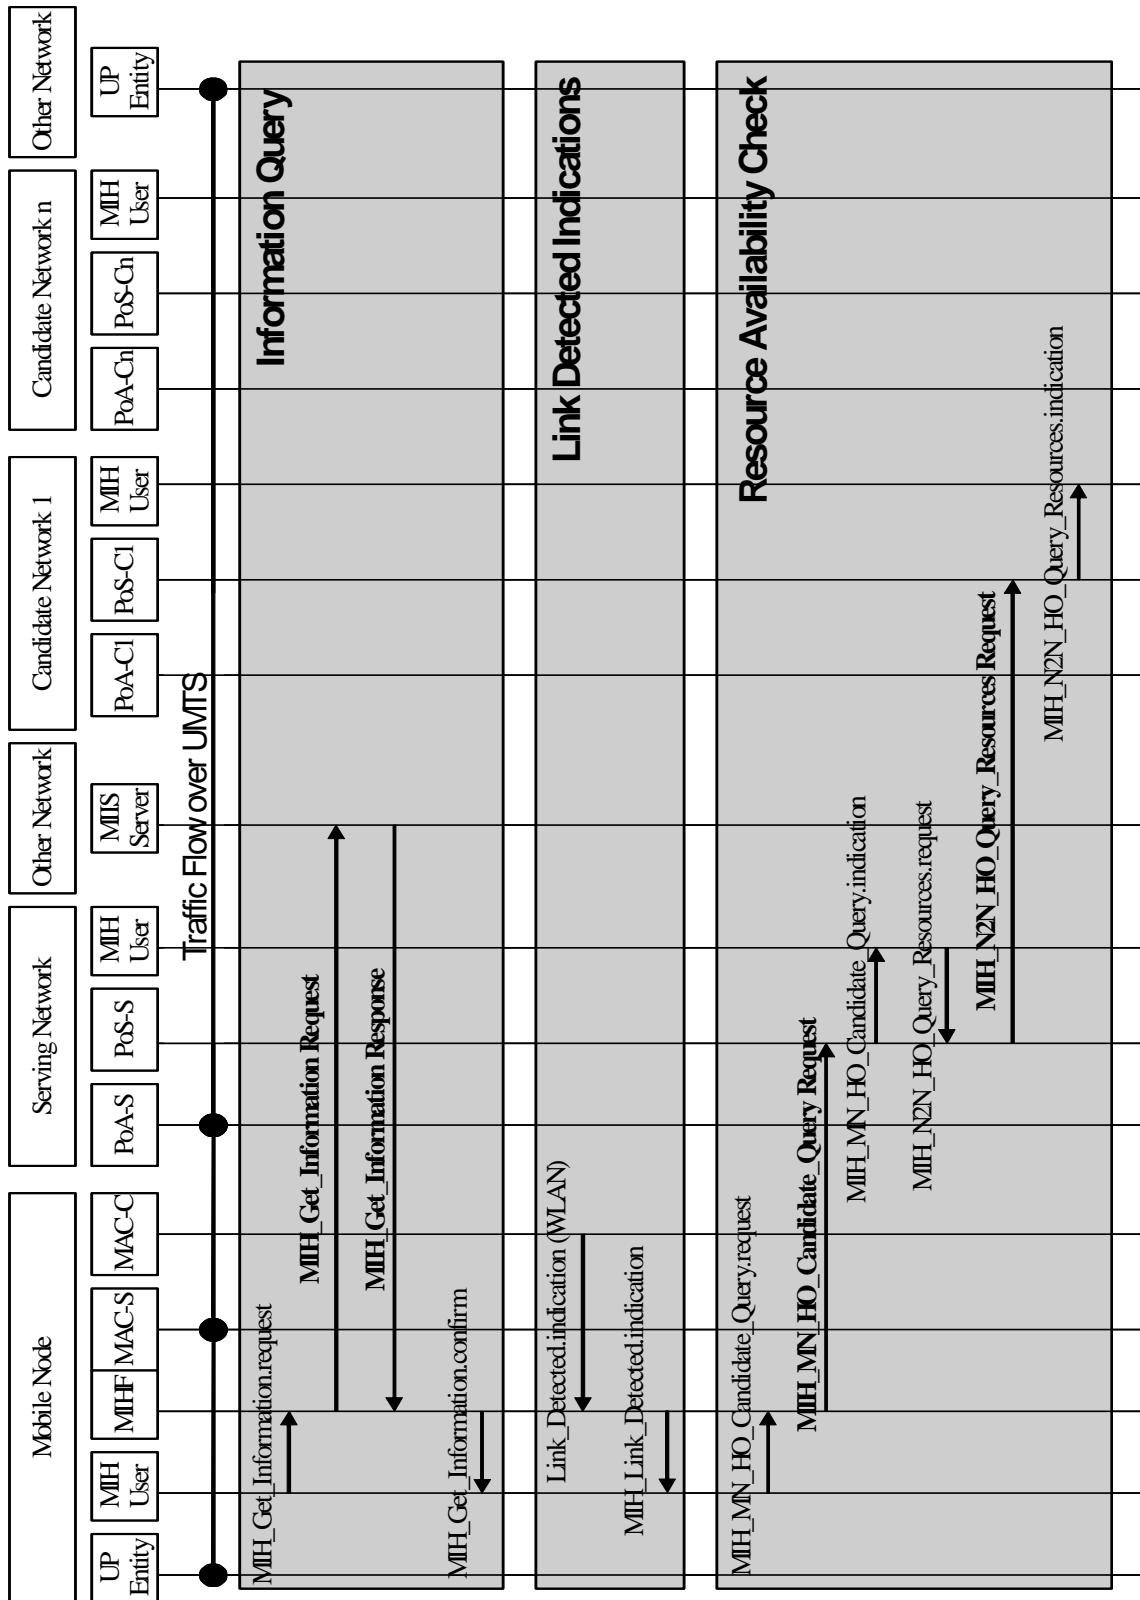 Mobile Node
Serving Network
Other Network
Candidate Network 1
Candidate Network n
Other Network
UP
Entity
MIH
User
MIHF
MAC-S
MAC-C
PoA-S
PoS-S
MIH
User
MIIS
Server
PoA-C1
PoS-C1
MIH
User
PoA-Cn
PoS-Cn
MIH
User
UP
Entity
Traffic Flow over UMTS
Information Query
MIH_Get_Information.request
MIH_Get_Information Request
MIH_Get_Information Response
MIH_Get_Information.confirm
Link Detected Indications
Link_Detected.indication (WLAN)
MIH_Link_Detected.indication
Resource Availability Check
MIH_MN_HO_Candidate_Query.request
MIH_MN_HO_Candidate_Query Request
MIH_MN_HO_Candidate_Query.indication
MIH_N2N_HO_Query_Resources.request
MIH_N2N_HO_Query_Resources Request
MIH_N2N_HO_Query_Resources.indication